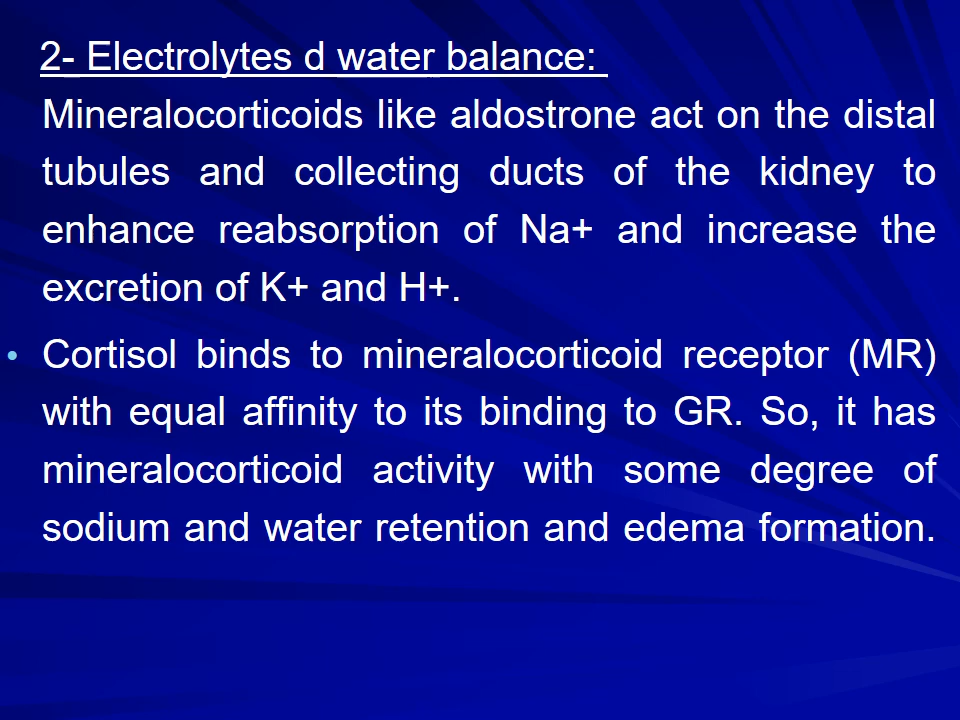 2- Electrolytes d water balance:
Mineralocorticoids like aldostrone act on the distal
tubules and collecting ducts of the kidney to
enhance reabsorption of Na+ and increase the
excretion of K+ and H+.
• Cortisol binds to mineralocorticoid receptor (MR)
with equal affinity to its binding to GR. So, it has
mineralocorticoid activity with some degree of
sodium and water retention and edema formation.